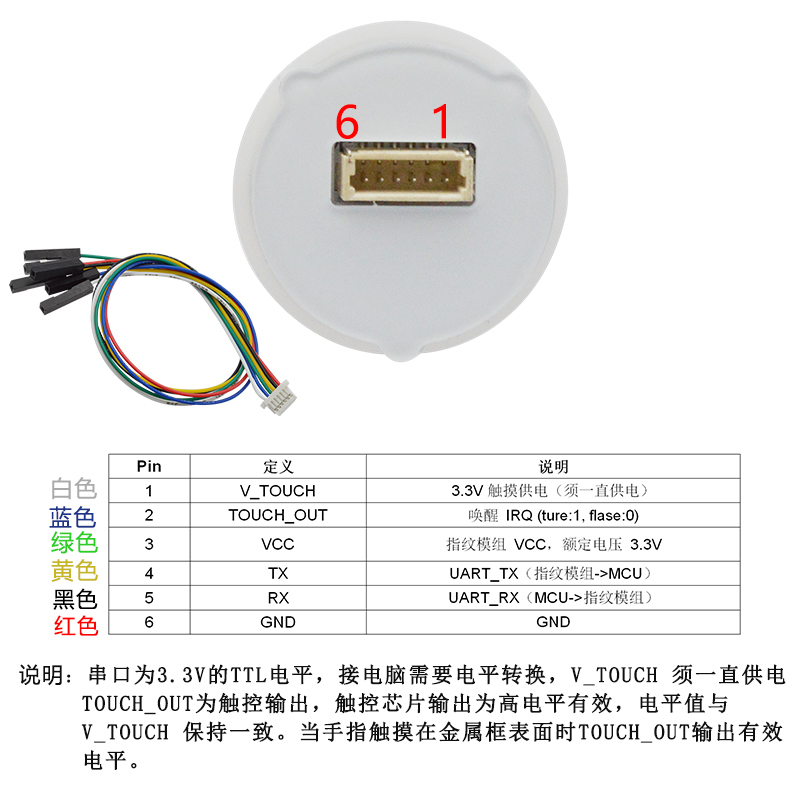 6 1
Pin 定义 说明
白色 1 V_TOUCH 3.3V 触摸供电（须一直供电）
蓝色 2 TOUCH_OUT 唤醒 IRQ (ture:1, flase:0)
绿色 3 VCC 指纹模组 VCC，额定电压 3.3V
黄色 4 TX UART_TX（指纹模组->MCU）
黑色 5 RX UART_RX（MCU->指纹模组）
红色 6 GND GND
说明：串口为3.3V的TTL电平，接电脑需要电平转换，V_TOUCH 须一直供电
TOUCH_OUT为触控输出，触控芯片输出为高电平有效，电平值与
V_TOUCH 保持一致。当手指触摸在金属框表面时TOUCH_OUT输出有效
电平。